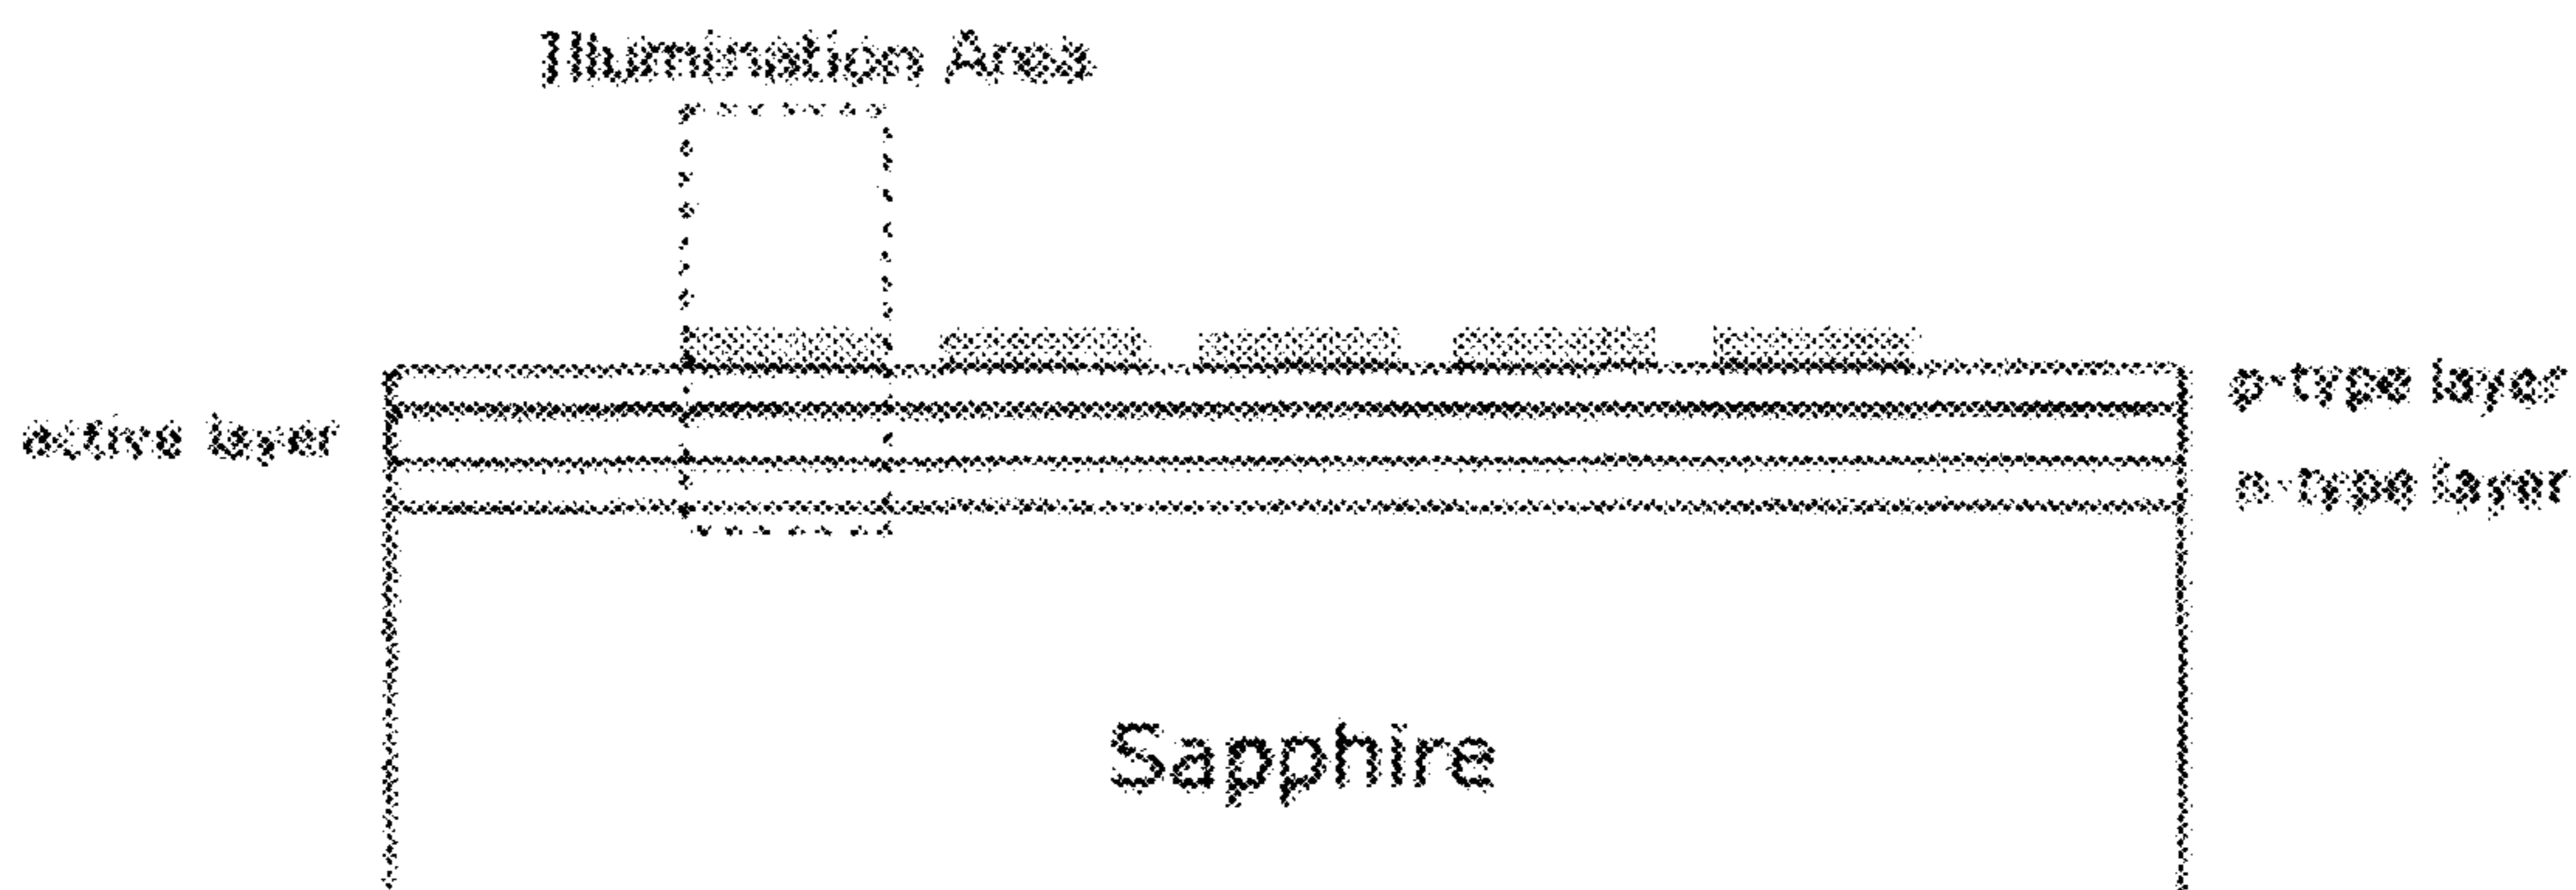 Illumination Area
p-type layer
active layer
n-type layer
Sapphire